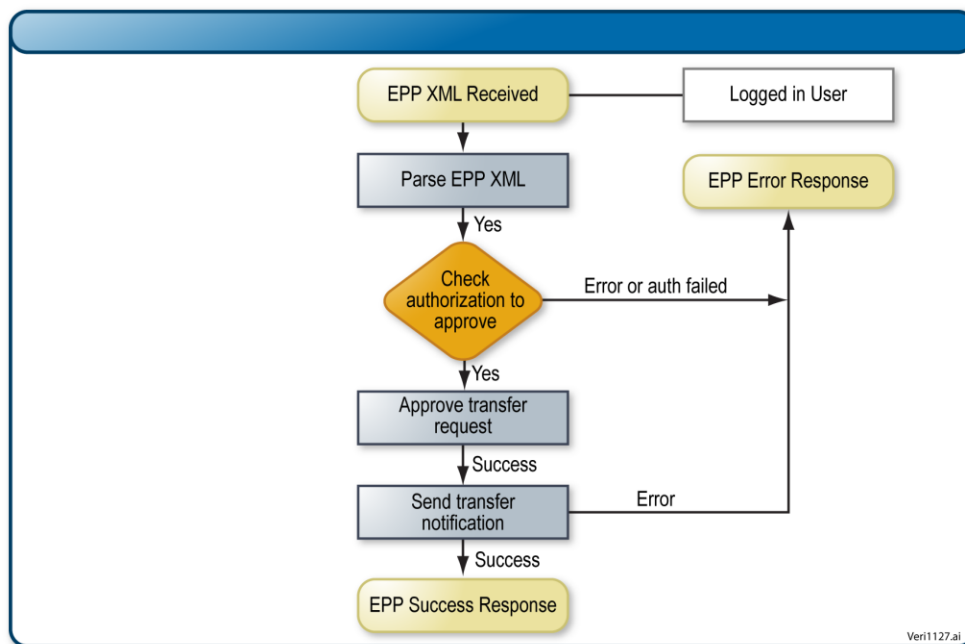 EPP XML Received
Logged in User
Parse EPP XML
EPP Error Response
Yes
Check
authorization to
approve
Error or auth failed
Yes
Approve transfer
request
Success
Send transfer
notification
Error
Success
EPP Success Response
Veri1127.ai